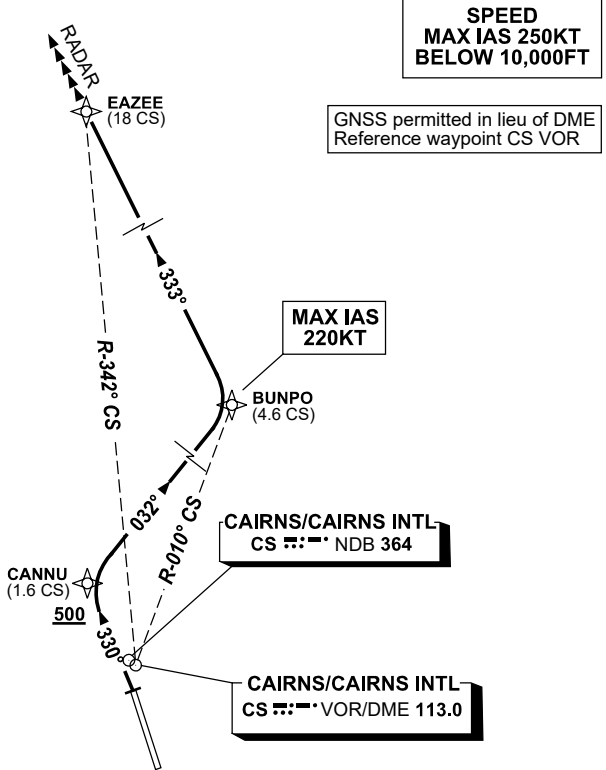 SPEED
MAX IAS 250KT
BELOW 10,000FT
RADAR
EAZEE
(18 CS)
GNSS permitted in lieu of DME
Reference waypoint CS VOR
333°
MAX IAS
220KT
R-342° CS
BUNPO
(4.6 CS)
032°
R-010° CS
CAIRNS/CAIRNS INTL
CS NDB 364
CANNU
(1.6 CS)
500
330°
CAIRNS/CAIRNS INTL
CS VOR/DME 113.0